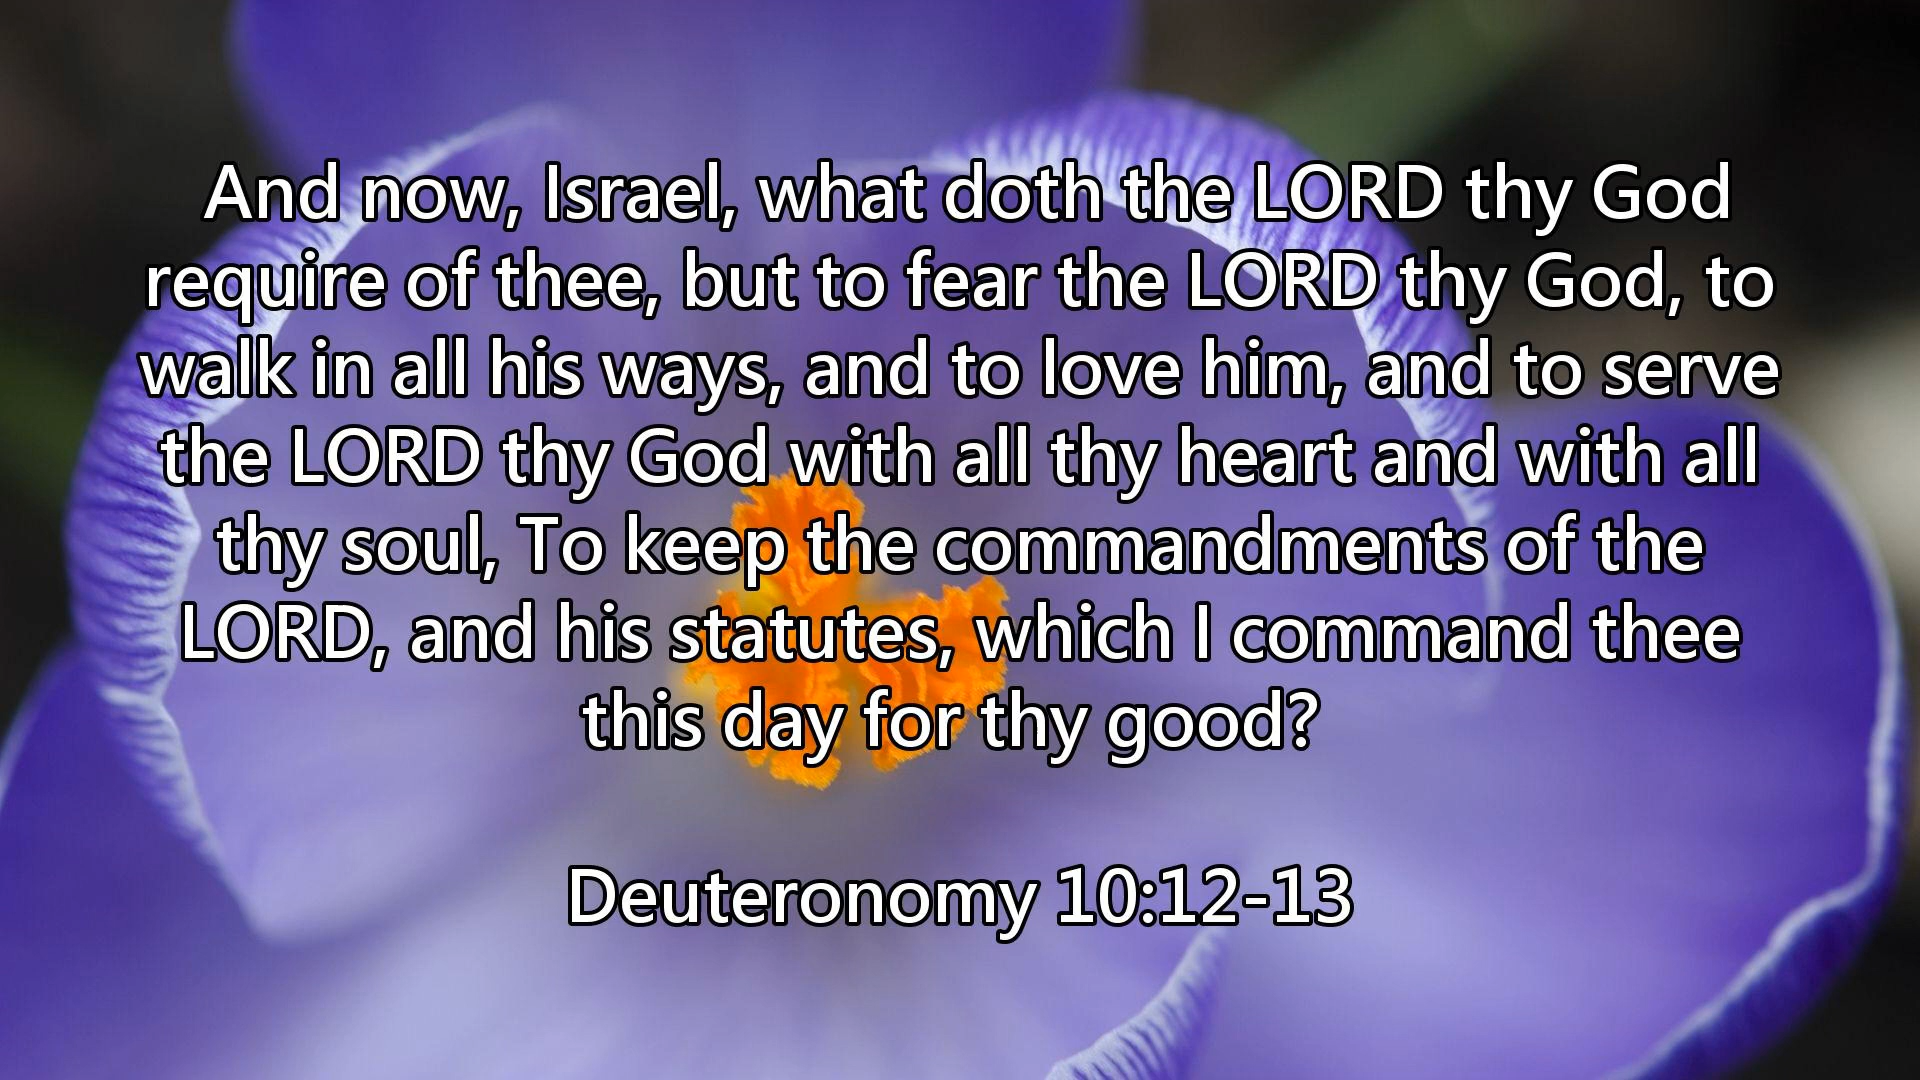 And now, Israel, what doth the LORD thy God
require of thee, but to fear the LORD thy God, to
walk in all his ways, and to love him, and to serve
the LORD thy God with all thy heart and with all
thy soul, To keep the commandments of the
LORD, and his statutes, which I command thee
this day for thy good?
Deuteronomy 10:12-13